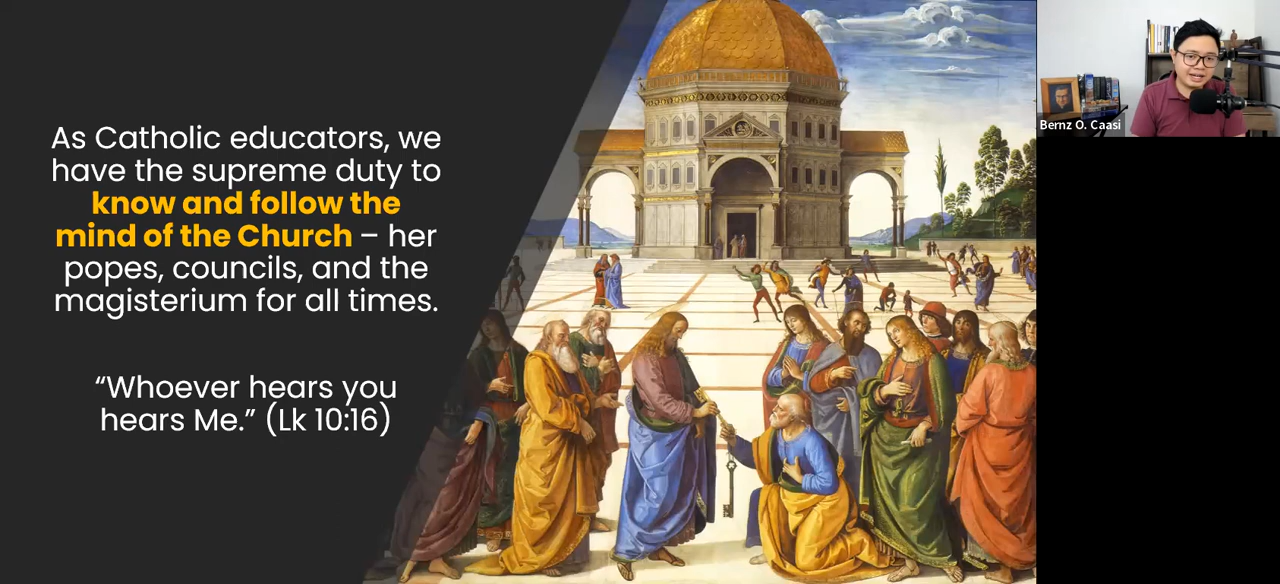 As Catholic educators, we
have the supreme duty to
know and follow the
mind of the Church – her
popes, councils, and the
magisterium for all times.
“Whoever hears you
hears Me.” (Lk 10:16)
Bernz O. Caasi